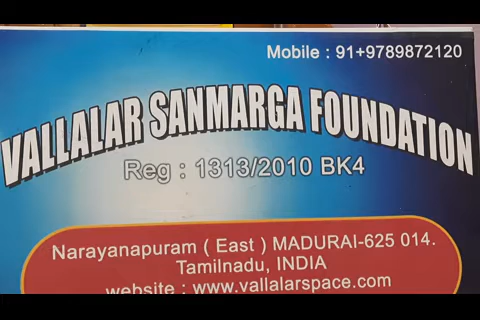 Mobile : 91+9789872120
VALLALAR SANMARGA FOUNDATION
Reg : 1313/2010 BK4
Narayanapuram ( East ) MADURAI-625 014.
Tamilnadu, INDIA
website : www.vallalarspace.com